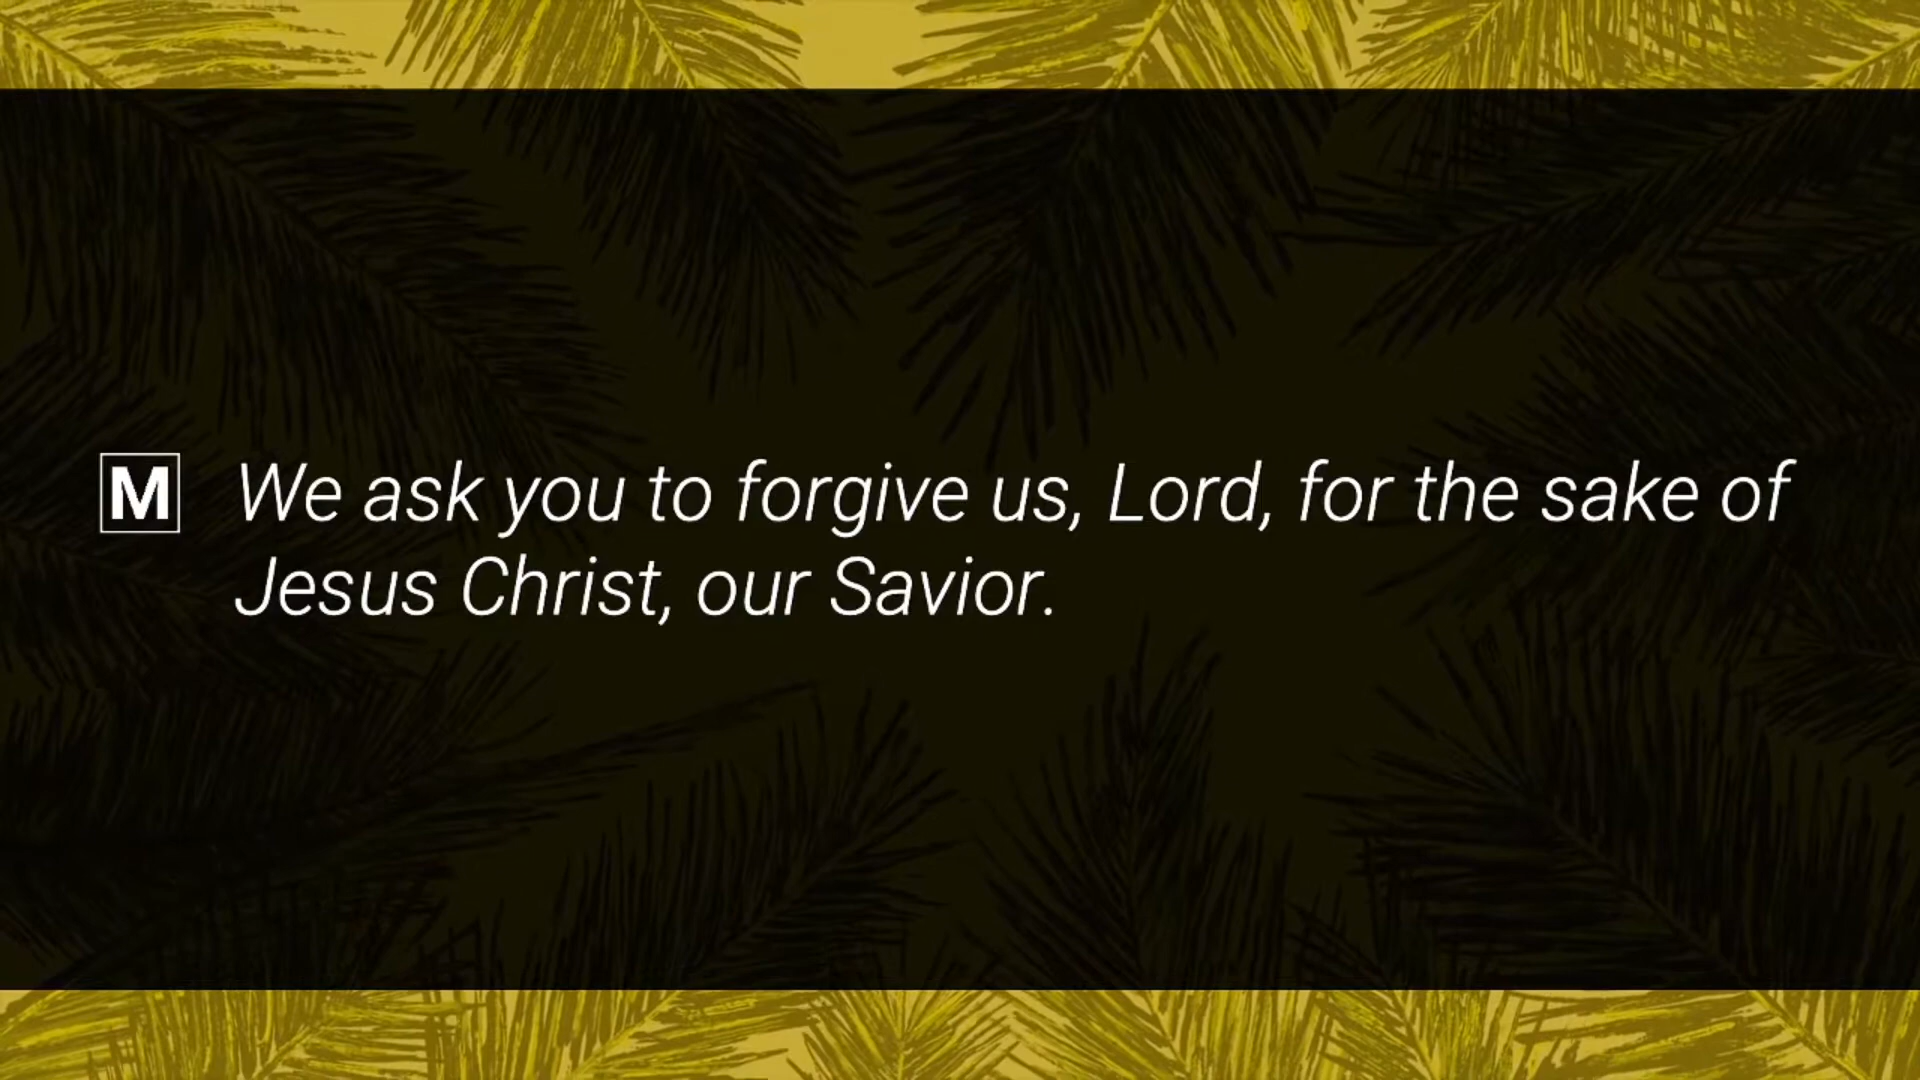 M We ask you to forgive us, Lord, for the sake of
Jesus Christ, our Savior.